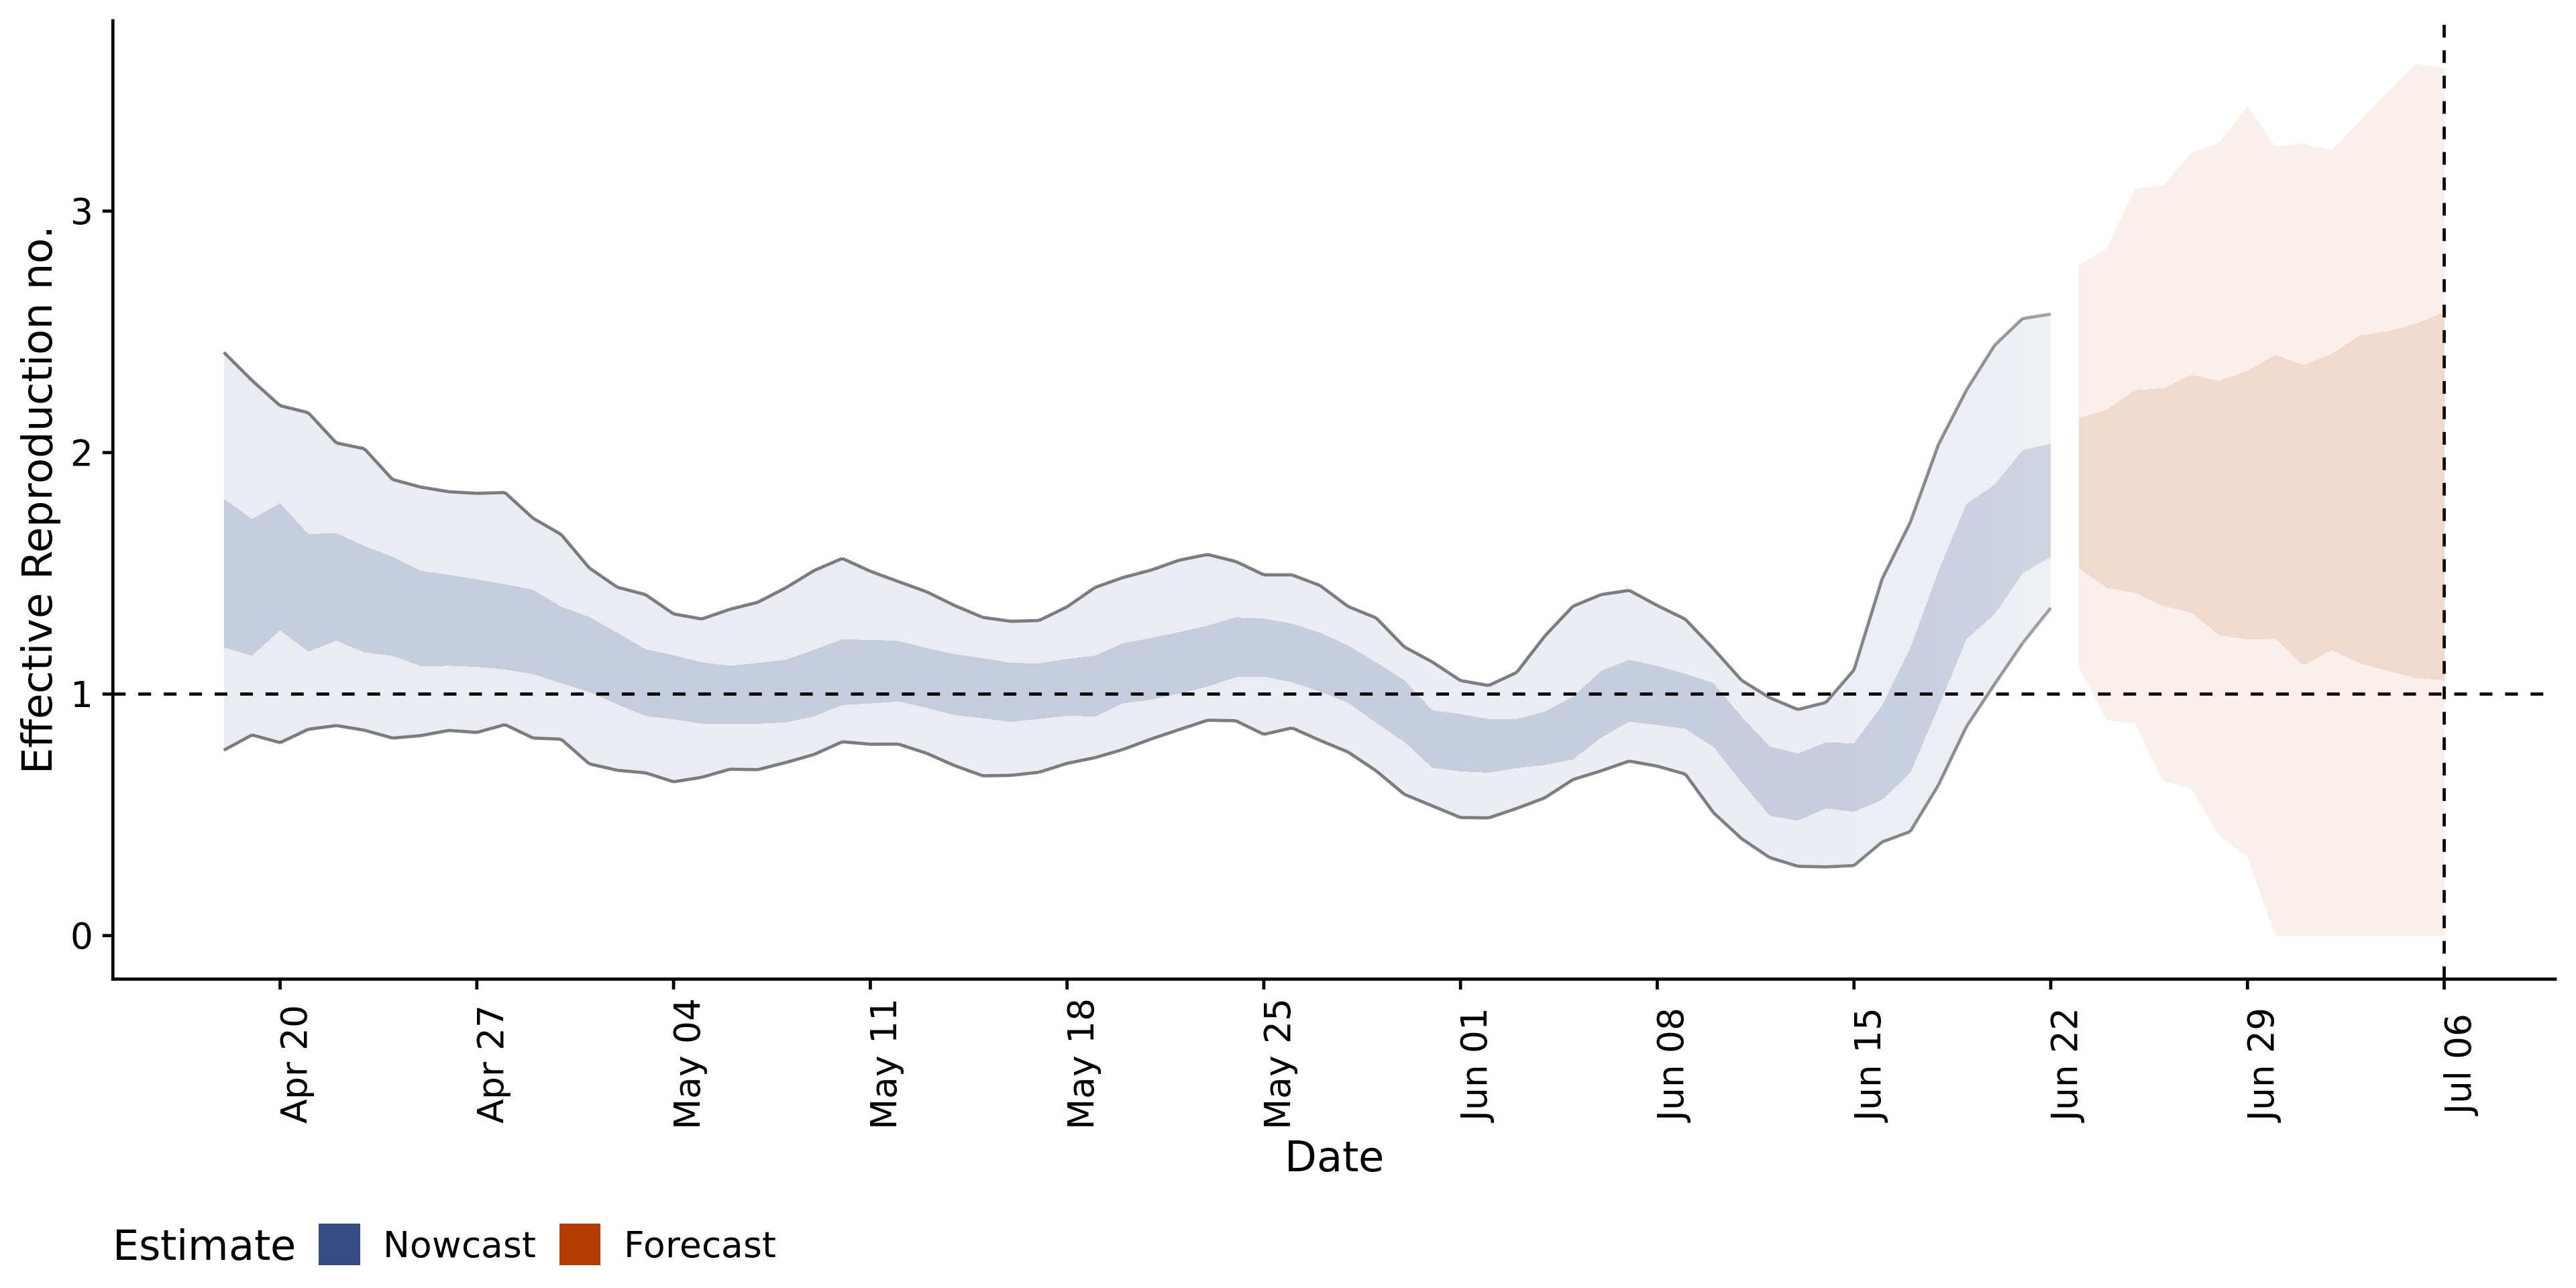 Effective Reproduction no.
3
2
1
0
Apr 20
Apr 27
May 04
May 11
May 18
May 25
Jun 01
Jun 08
Jun 15
Jun 22
Jun 29
Jul 06
Date
Estimate Nowcast Forecast